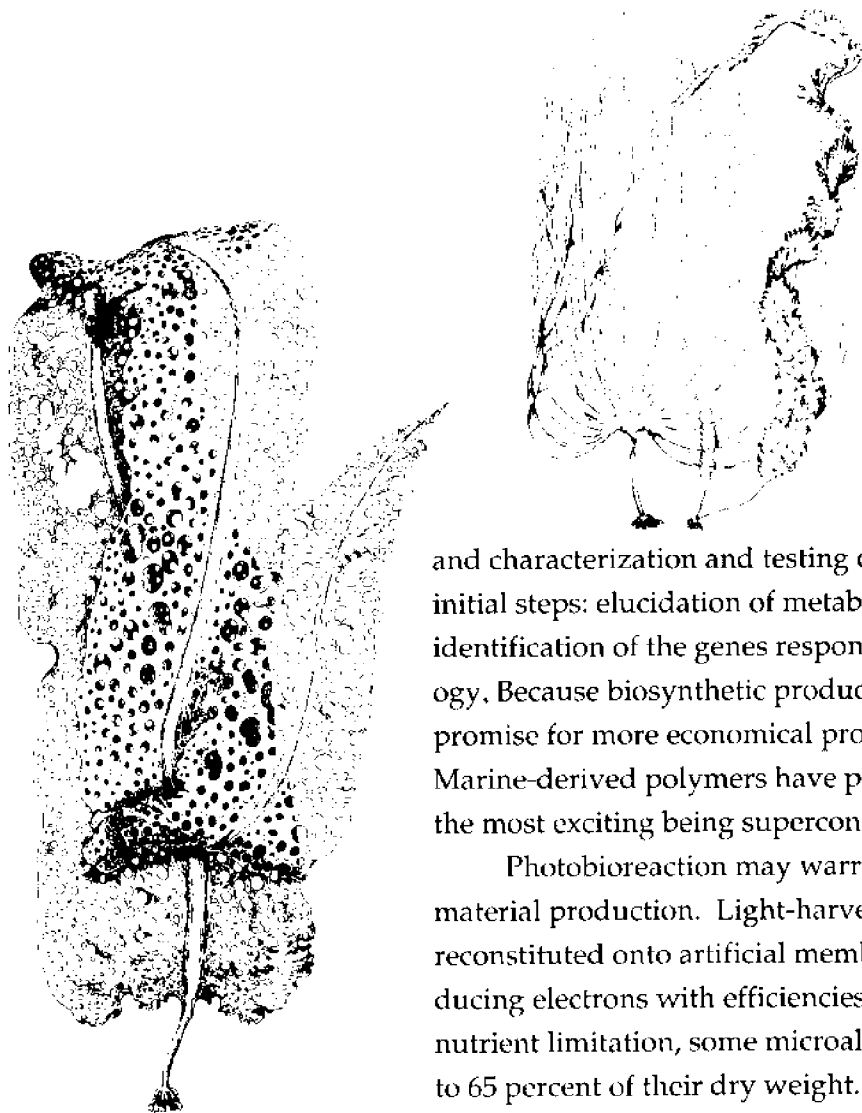 and characterization and testing
initial steps: elucidation of metab
identification of the genes respon
ogy. Because biosynthetic produc
promise for more economical pro
Marine-derived polymers have p
the most exciting being supercon
Photobioreaction may warr
material production. Light-harve
reconstituted onto artificial memb
ducing electrons with efficiencies
nutrient limitation, some microal
to 65 percent of their dry weight.